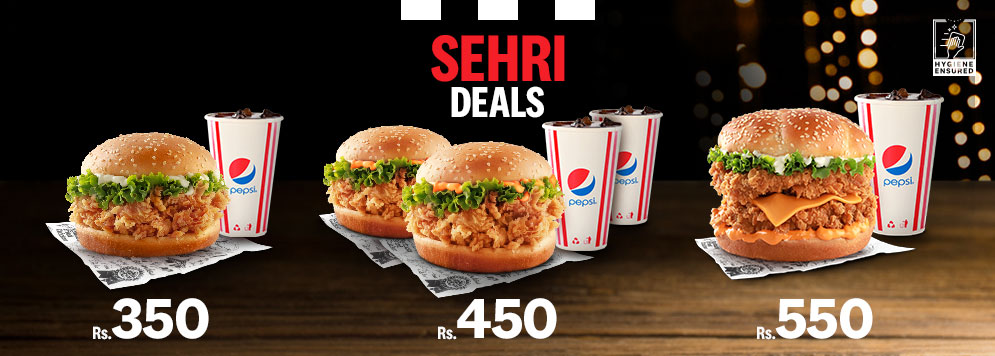 SEHRI
DEALS
HYGIENE
ENSURED
pepsi
pepsi
pepsi
pepsi
Rs.350
Rs.450
Rs.550